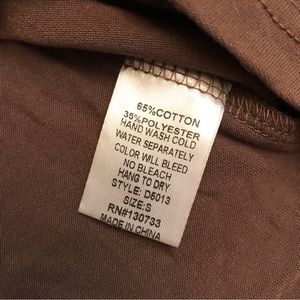 65%COTTON
35%POLYESTER
HAND WASH COLD
WATER SEPARATELY
COLOR WILL BLEED
NO BLEACH
HANG TO DRY
STYLE: D5013
SIZE:S
RN#130733
MADE IN CHINA